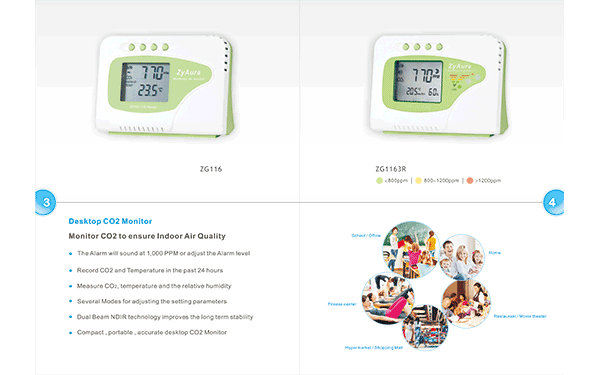 ZyAura
770
23.5°C
ZyAura
770
20.5 60
ZG116
ZG1163R
<800ppm | 800~1200ppm | >1200ppm
3
4
Desktop CO2 Monitor
Monitor CO2 to ensure Indoor Air Quality
The Alarm will sound at 1,000 PPM or adjust the Alarm level
Record CO2 and Temperature in the past 24 hours
Measure CO2, temperature and the relative humidity
Several Modes for adjusting the setting parameters
Dual Beam NDIR technology improves the long term stability
Compact , portable , accurate desktop CO2 Monitor
School / Office
Home
Fitness center
Restaurant / Movie theater
Hypermarket / Shopping Mall